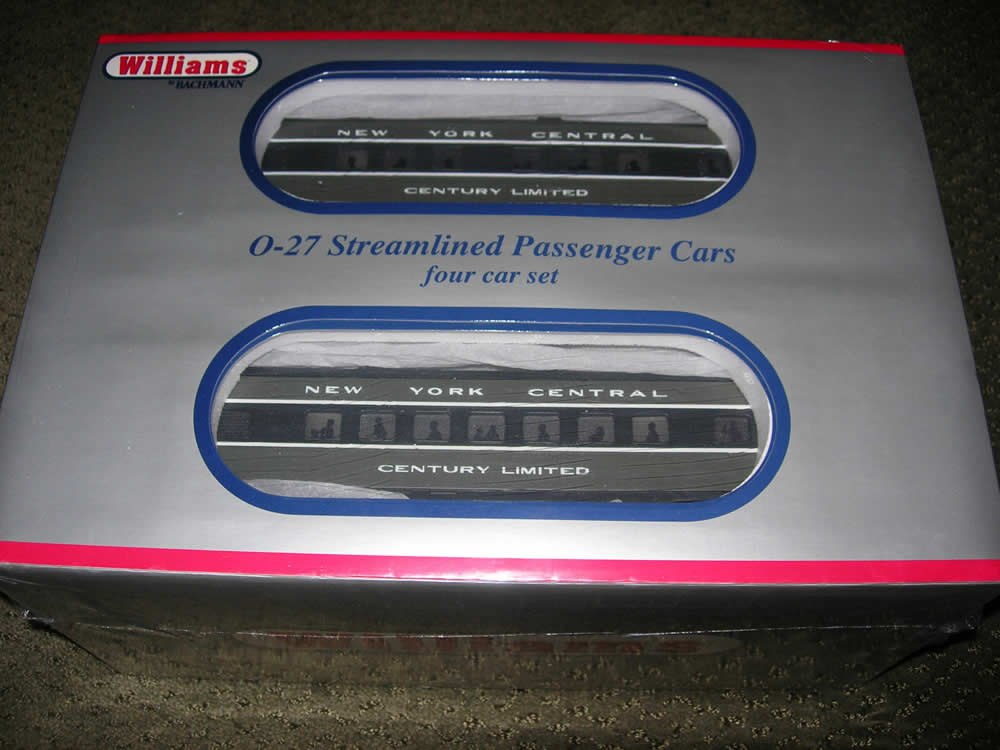 Williams
by BACHMANN
NEW YORK CENTRAL
CENTURY LIMITED
O-27 Streamlined Passenger Cars
four car set
NEW YORK CENTRAL
CENTURY LIMITED
Williams